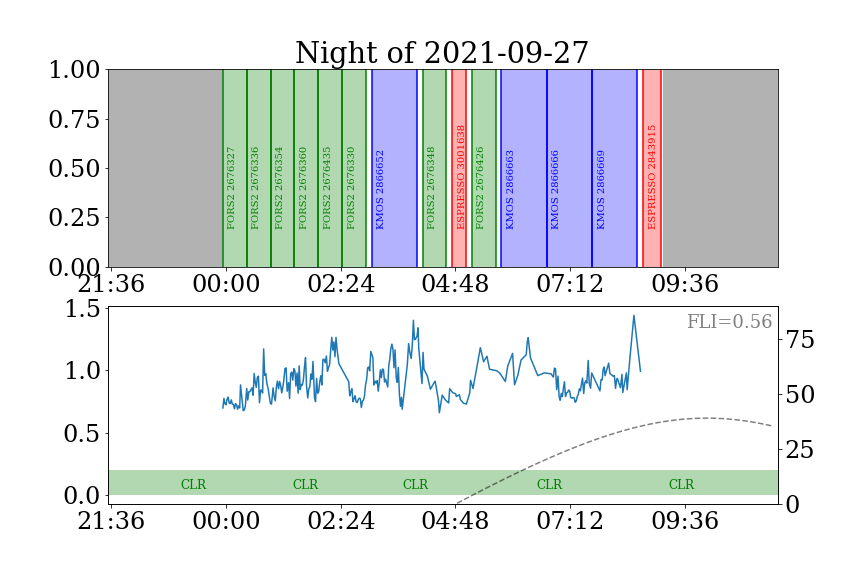 Night of 2021-09-27
1.00
0.75
0.50
0.25
0.00
FORS2 2676327
FORS2 2676336
FORS2 2676354
FORS2 2676360
FORS2 2676435
FORS2 2676330
KMOS 2866652
FORS2 2676348
ESPRESSO 3001638
FORS2 2676426
KMOS 2866663
KMOS 2866666
KMOS 2866669
ESPRESSO 2843915
21:36 00:00 02:24 04:48 07:12 09:36
1.5
1.0
0.5
0.0
FLI=0.56
75
50
25
0
CLR CLR CLR CLR CLR
21:36 00:00 02:24 04:48 07:12 09:36